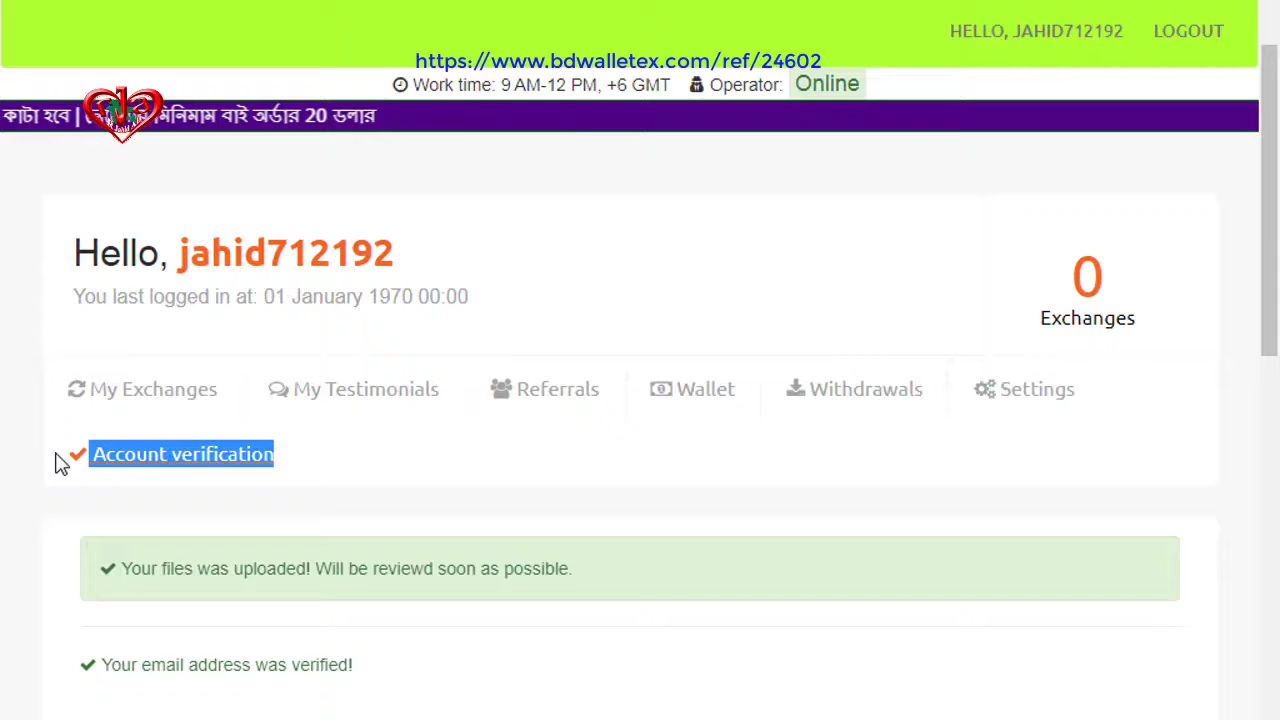 HELLO, JAHID712192 LOGOUT
https://www.bdwalletex.com/ref/24602
Work time: 9 AM-12 PM, +6 GMT Operator: Online
কাটা হবে | মিনিমাম বাই অর্ডার 20 ডলার
Hello, jahid712192
You last logged in at: 01 January 1970 00:00
0
Exchanges
My Exchanges My Testimonials Referrals Wallet Withdrawals Settings
Account verification
Your files was uploaded! Will be reviewd soon as possible.
Your email address was verified!